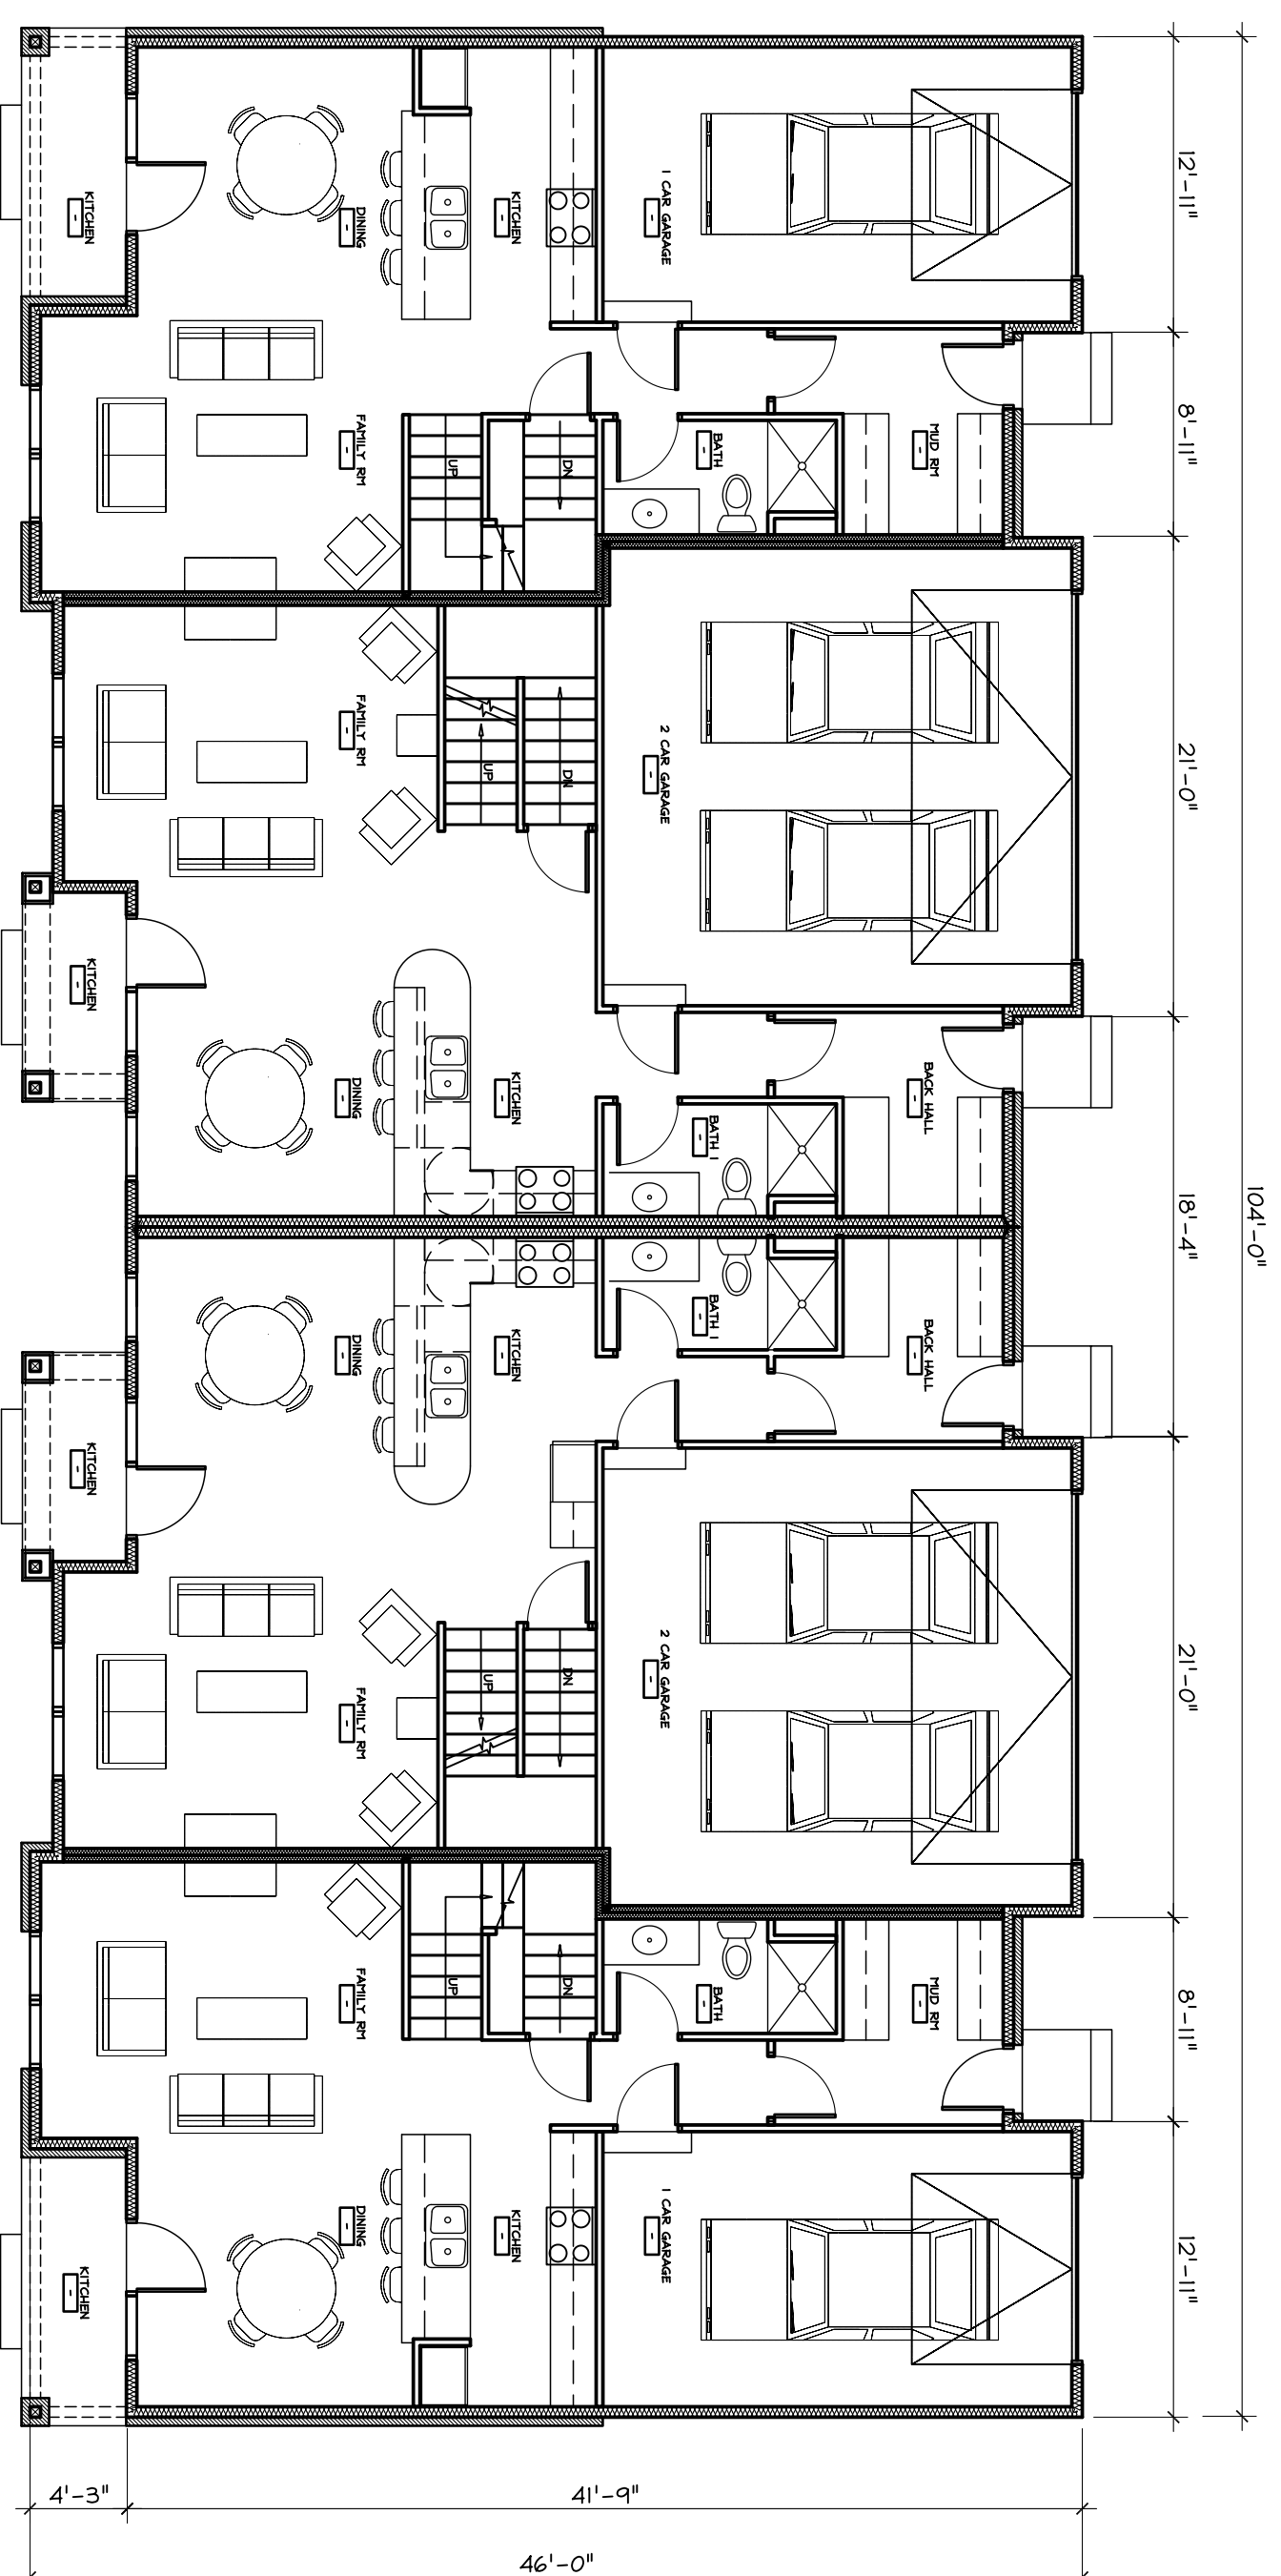 104'-0"
12'-11"
8'-11"
21'-0"
18'-4"
21'-0"
8'-11"
12'-11"
1 CAR GARAGE
KITCHEN
DINING
KITCHEN
MUD RM
BATH
DN
UP
FAMILY RM
2 CAR GARAGE
DN
UP
FAMILY RM
KITCHEN
BACK HALL
BATH 1
KITCHEN
DINING
BACK HALL
BATH 1
KITCHEN
DINING
KITCHEN
2 CAR GARAGE
DN
UP
FAMILY RM
MUD RM
BATH
DN
UP
FAMILY RM
1 CAR GARAGE
KITCHEN
DINING
KITCHEN
4'-3"
41'-9"
46'-0"